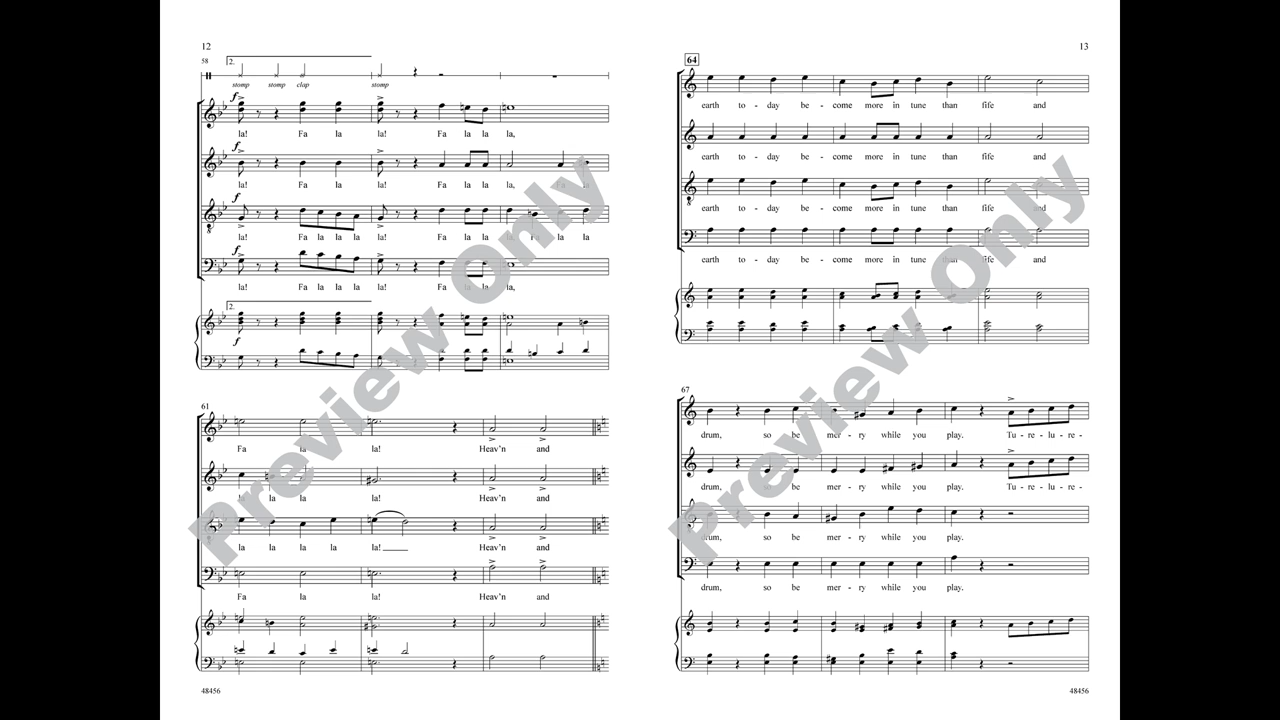 12
58
2.
stomp stomp clap stomp
f
la! Fa la la! Fa la la la,
f
la! Fa la la! Fa la la la, Fa la
f
la! Fa la la la la! Fa la la la, Fa la la
f
la! Fa la la la la! Fa la la la,
2.
f
61
Fa la la! Heav'n and
la la la la! Heav'n and
la la la la la! Heav'n and
Fa la la! Heav'n and
48456
Preview Only
13
64
earth to - day be - come more in tune than fife and
earth to - day be - come more in tune than fife and
earth to - day be - come more in tune than fife and
earth to - day be - come more in tune than fife and
67
drum, so be mer - ry while you play. Tu - re - lu - re -
drum, so be mer - ry while you play. Tu - re - lu - re -
drum, so be mer - ry while you play.
drum, so be mer - ry while you play.
48456
Preview Only